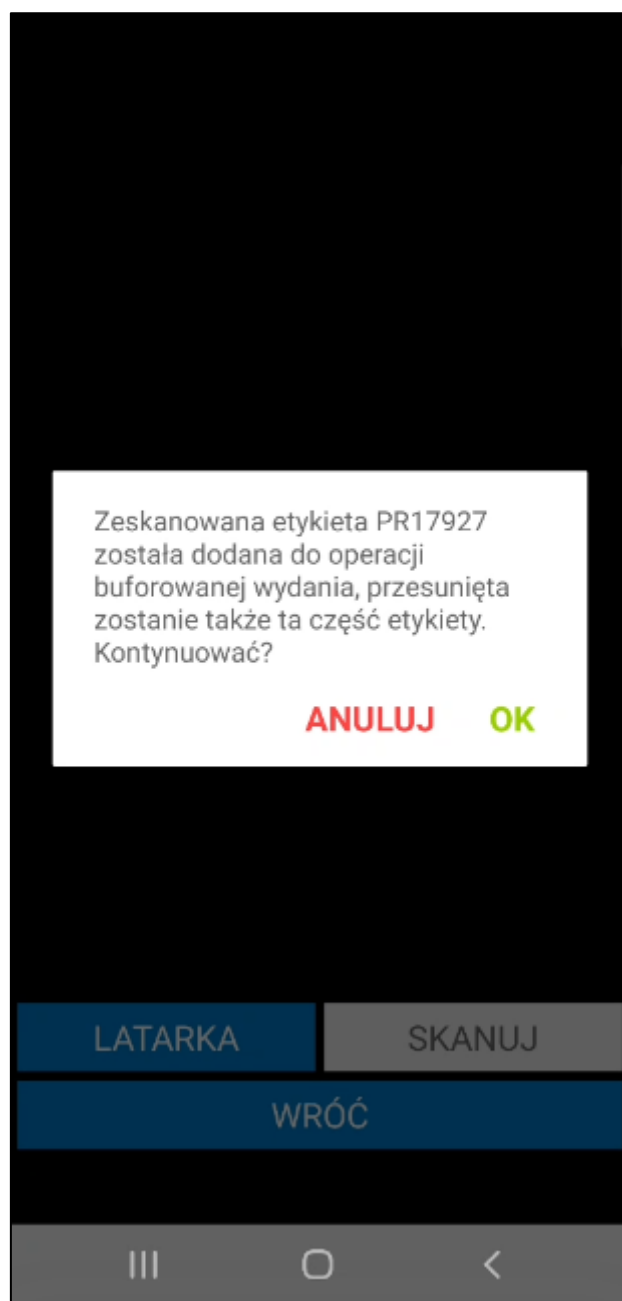 Zeskanowana etykieta PR17927
została dodana do operacji
buforowanej wydania, przesunięta
zostanie także ta część etykiety.
Kontynuować?
ANULUJ OK
LATARKA SKANUJ
WRÓĆ